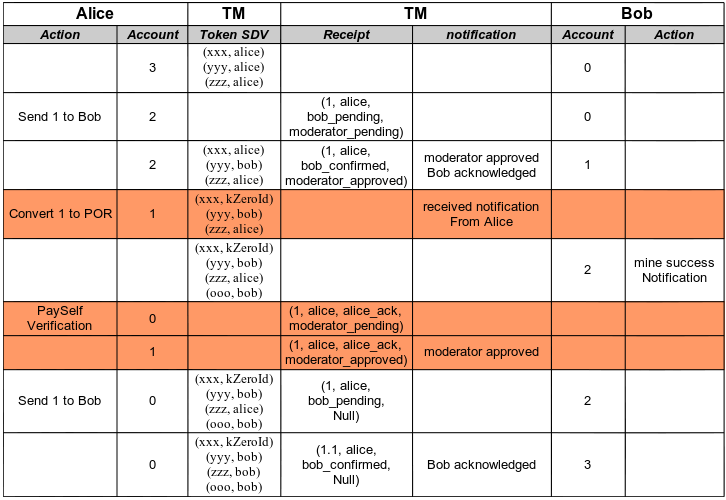 Alice TM TM Bob
Action Account Token SDV Receipt notification Account Action
3
(xxx, alice)
(yyy, alice)
(zzz, alice)
0
Send 1 to Bob
2
(1, alice,
bob_pending,
moderator_pending)
0
2
(xxx, alice)
(yyy, bob)
(zzz, alice)
(1, alice,
bob_confirmed,
moderator_approved)
moderator approved
Bob acknowledged
1
Convert 1 to POR
1
(xxx, kZeroId)
(yyy, bob)
(zzz, alice)
received notification
From Alice
(xxx, kZeroId)
(yyy, bob)
(zzz, alice)
(ooo, bob)
2
mine success
Notification
PaySelf
Verification
0
(1, alice, alice_ack,
moderator_pending)
1
(1, alice, alice_ack,
moderator_approved)
moderator approved
Send 1 to Bob
0
(xxx, kZeroId)
(yyy, bob)
(zzz, alice)
(ooo, bob)
(1, alice,
bob_pending,
Null)
2
0
(xxx, kZeroId)
(yyy, bob)
(zzz, bob)
(ooo, bob)
(1.1, alice,
bob_confirmed,
Null)
Bob acknowledged
3